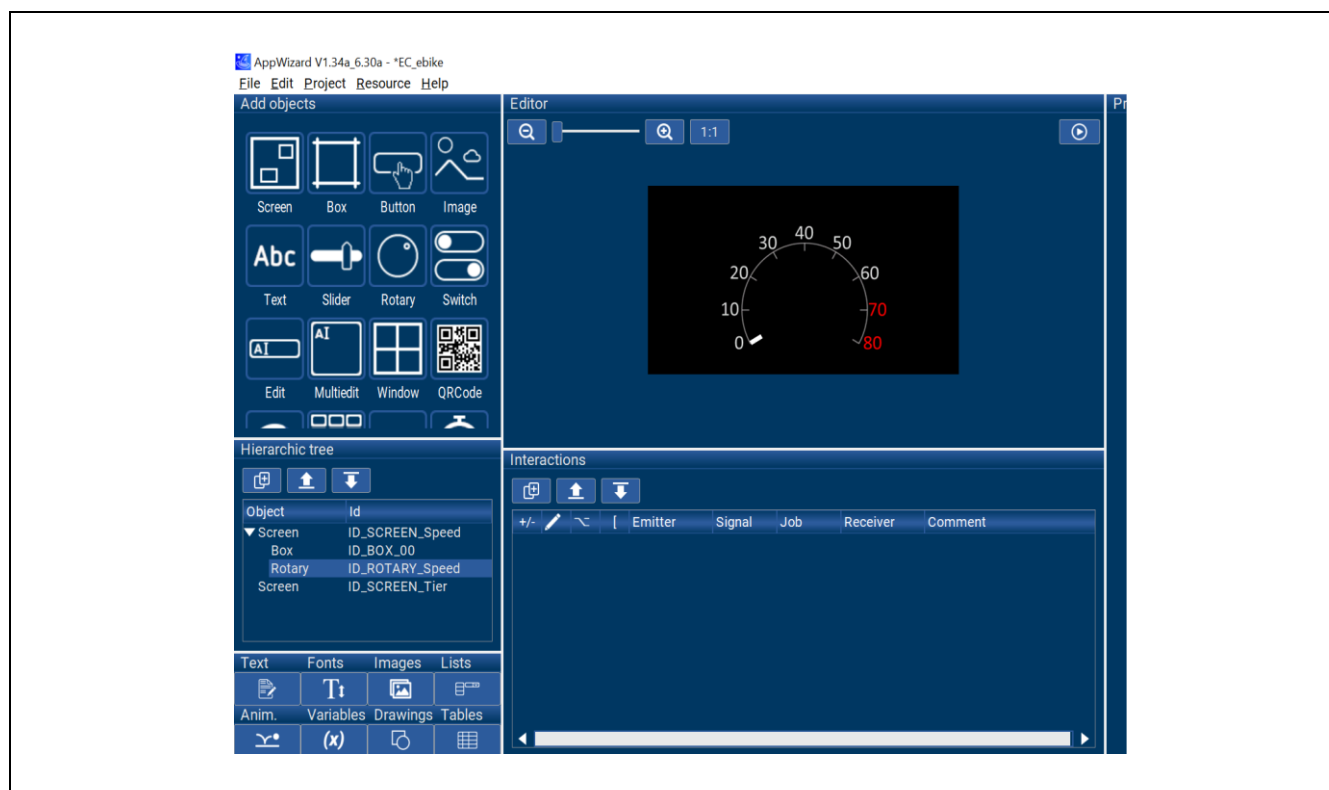 AppWizard V1.34a_6.30a - *EC_ebike
File Edit Project Resource Help
Add objects
Screen Box Button Image
Abc
Text Slider Rotary Switch
AI AI
Edit Multiedit Window QRCode
Hierarchic tree
Object Id
Screen ID_SCREEN_Speed
Box ID_BOX_00
Rotary ID_ROTARY_Speed
Screen ID_SCREEN_Tier
Text Fonts Images Lists
Anim. Variables Drawings Tables
(x)
Editor
1:1
0
10
20
30
40
50
60
70
80
Interactions
+/- [ Emitter Signal Job Receiver Comment
Pr